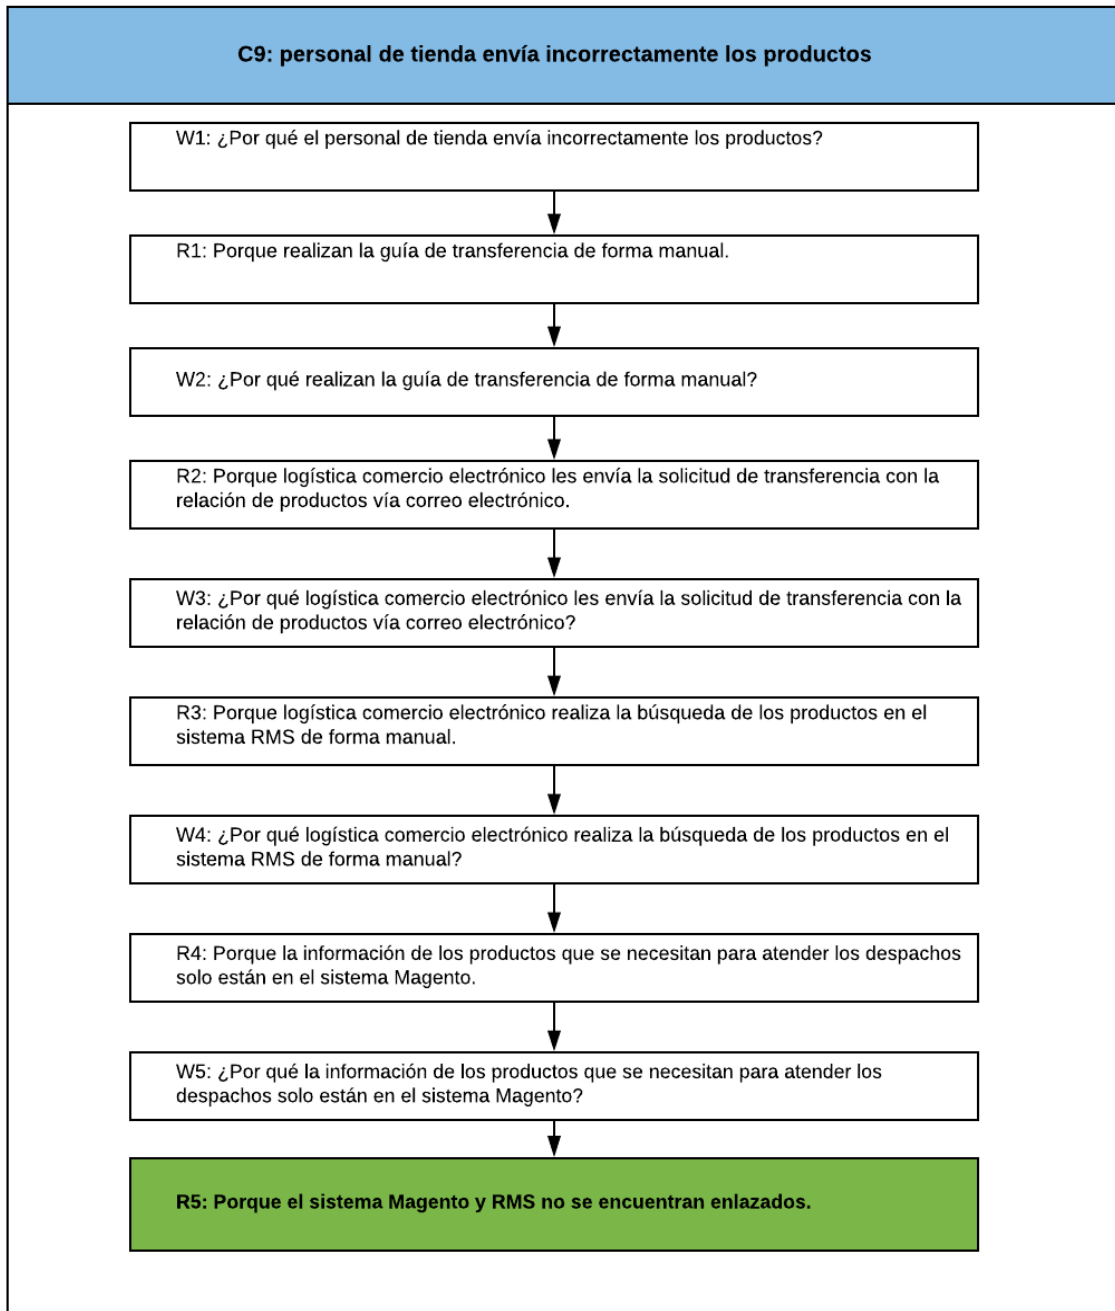 C9: personal de tienda envía incorrectamente los productos
W1: ¿Por qué el personal de tienda envía incorrectamente los productos?
R1: Porque realizan la guía de transferencia de forma manual.
W2: ¿Por qué realizan la guía de transferencia de forma manual?
R2: Porque logística comercio electrónico les envía la solicitud de transferencia con la
relación de productos vía correo electrónico.
W3: ¿Por qué logística comercio electrónico les envía la solicitud de transferencia con la
relación de productos vía correo electrónico?
R3: Porque logística comercio electrónico realiza la búsqueda de los productos en el
sistema RMS de forma manual.
W4: ¿Por qué logística comercio electrónico realiza la búsqueda de los productos en el
sistema RMS de forma manual?
R4: Porque la información de los productos que se necesitan para atender los despachos
solo están en el sistema Magento.
W5: ¿Por qué la información de los productos que se necesitan para atender los
despachos solo están en el sistema Magento?
R5: Porque el sistema Magento y RMS no se encuentran enlazados.